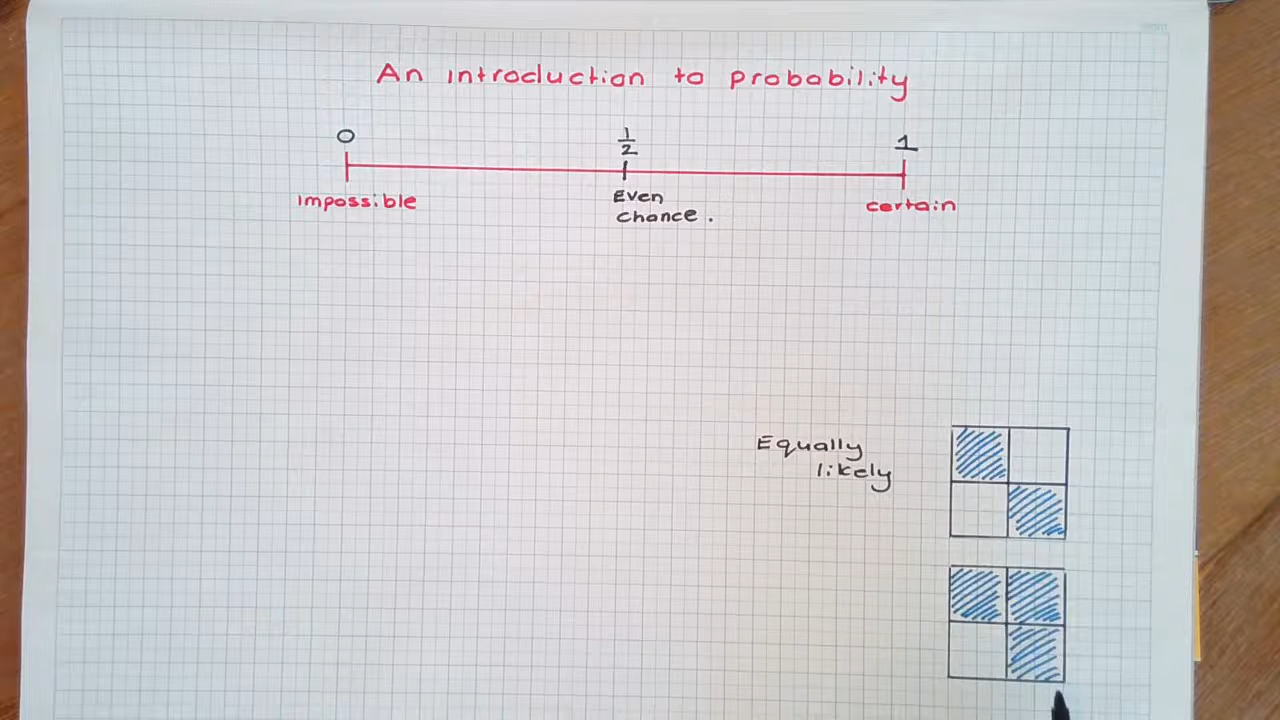 An introduction to probability
0 1/2 1
impossible Even certain
chance.
Equally
likely